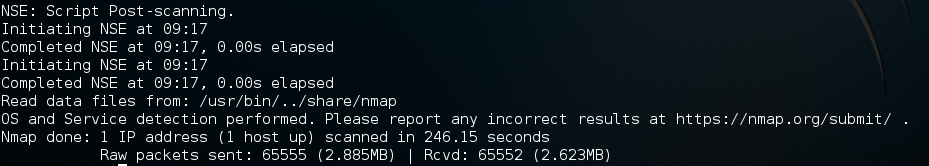 NSE: Script Post-scanning.
Initiating NSE at 09:17
Completed NSE at 09:17, 0.00s elapsed
Initiating NSE at 09:17
Completed NSE at 09:17, 0.00s elapsed
Read data files from: /usr/bin/../share/nmap
OS and Service detection performed. Please report any incorrect results at https://nmap.org/submit/ .
Nmap done: 1 IP address (1 host up) scanned in 246.15 seconds
Raw packets sent: 65555 (2.885MB) | Rcvd: 65552 (2.623MB)